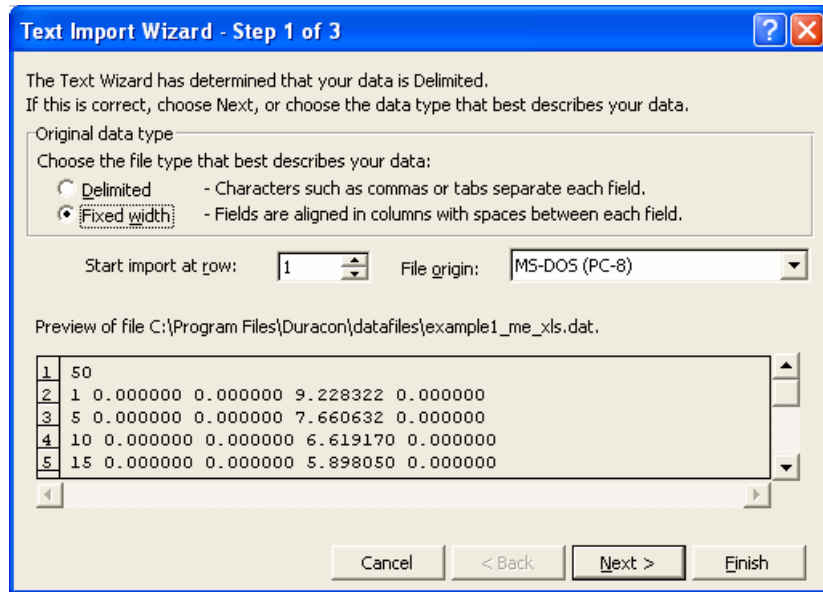 Text Import Wizard - Step 1 of 3
The Text Wizard has determined that your data is Delimited.
If this is correct, choose Next, or choose the data type that best describes your data.
Original data type
Choose the file type that best describes your data:
Delimited - Characters such as commas or tabs separate each field.
Fixed width - Fields are aligned in columns with spaces between each field.
Start import at row: 1 File origin: MS-DOS (PC-8)
Preview of file C:\Program Files\Duracon\datafiles\example1_me_xls.dat.
1 50
2 1 0.000000 0.000000 9.228322 0.000000
3 5 0.000000 0.000000 7.660632 0.000000
4 10 0.000000 0.000000 6.619170 0.000000
5 15 0.000000 0.000000 5.898050 0.000000
Cancel < Back Next > Finish